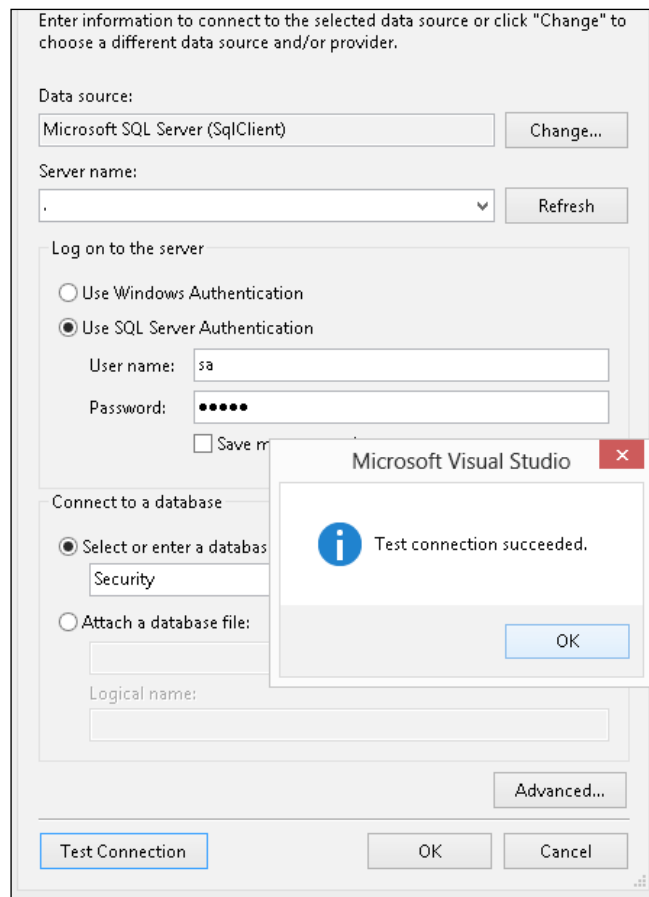 Enter information to connect to the selected data source or click "Change" to
choose a different data source and/or provider.
Data source:
Microsoft SQL Server (SqlClient)
Change...
Server name:
.
Refresh
Log on to the server
Use Windows Authentication
Use SQL Server Authentication
User name:
sa
Password:
•••••
Save
Microsoft Visual Studio
Test connection succeeded.
OK
Connect to a database
Select or enter a
Security
Attach a database file:
Logical name:
Advanced...
Test Connection
OK
Cancel